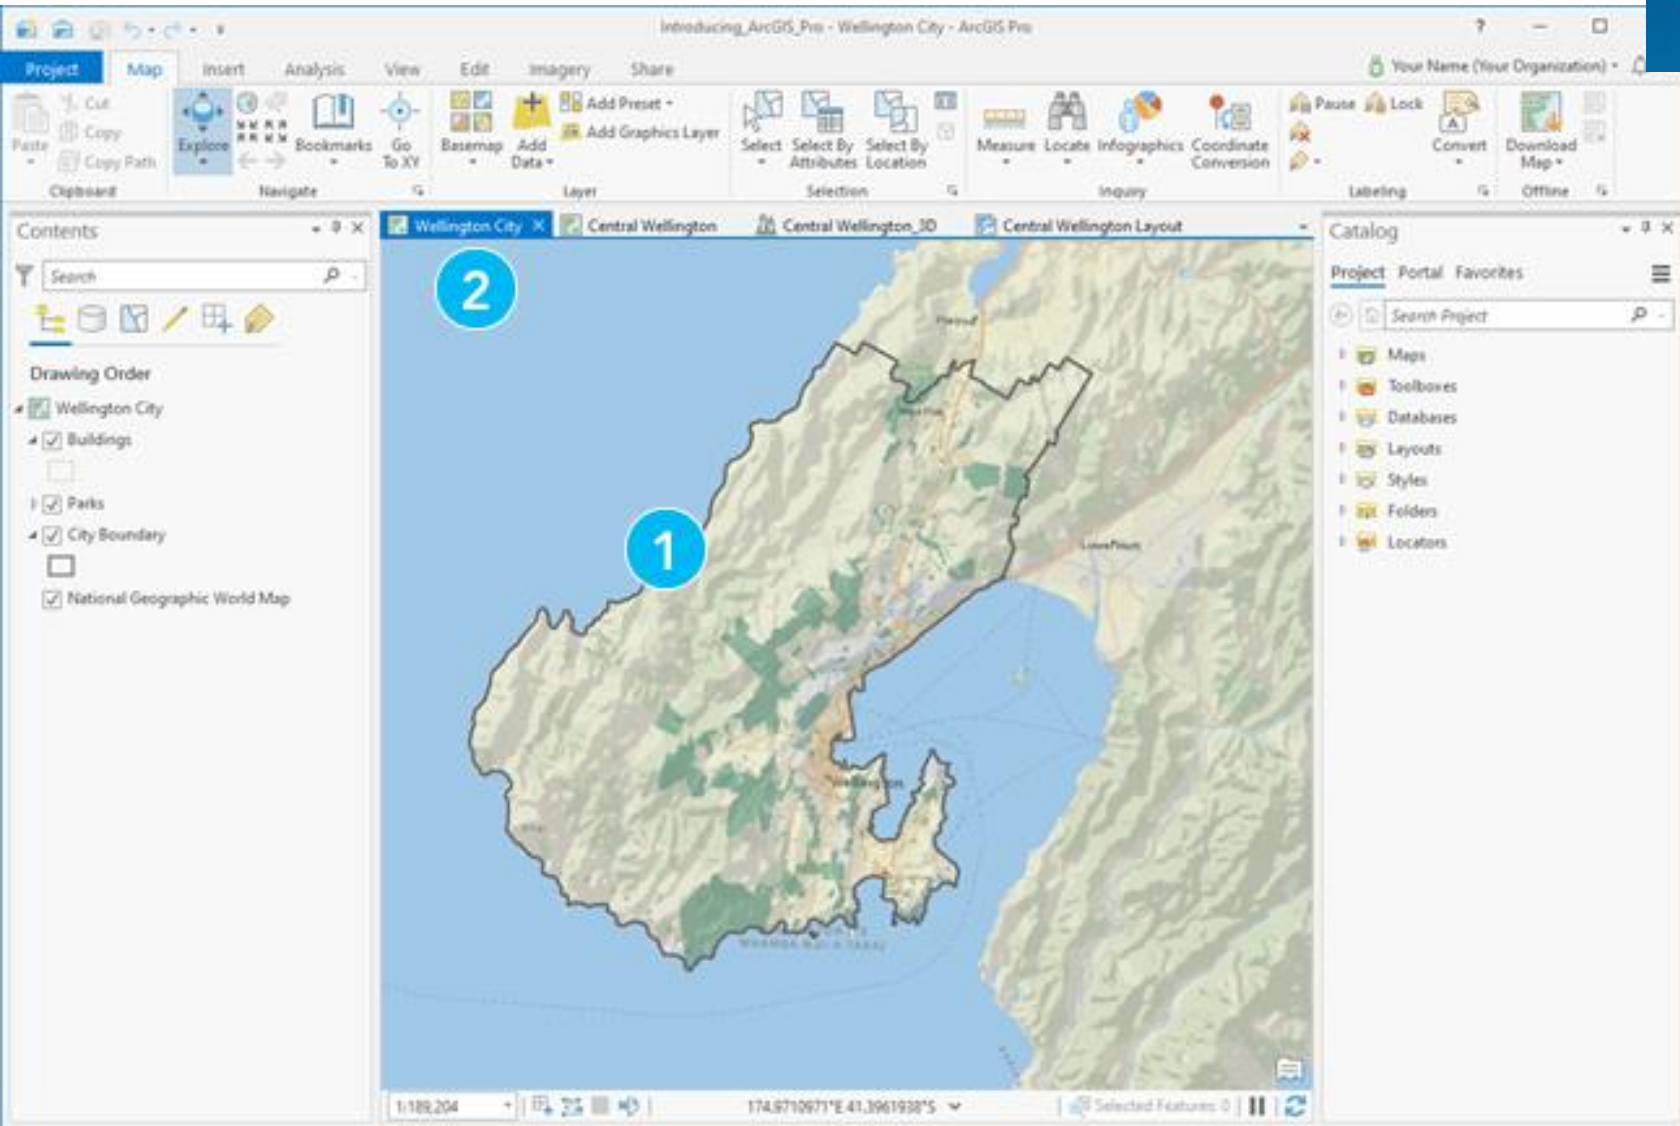 Introducing_ArcGIS_Pro - Wellington City - ArcGIS Pro
?
Project Map Insert Analysis View Edit Imagery Share
Your Name (Your Organization)
Paste
Cut
Copy
Copy Path
Clipboard
Explore
Bookmarks
Go To XY
Navigate
Basemap
Add Data
Add Preset
Add Graphics Layer
Layer
Select
Select By Attributes
Select By Location
Selection
Measure
Locate
Infographics
Coordinate Conversion
Inquiry
Pause
Lock
Convert
Labeling
Download Map
Offline
Contents
Search
Drawing Order
Wellington City
Buildings
Parks
City Boundary
National Geographic World Map
Wellington City
Central Wellington
Central Wellington_3D
Central Wellington Layout
2
1
Lower Hutt
Wellington
1:189,204
174.9710971°E 41.3961938°S
Selected Features: 0
Catalog
Project Portal Favorites
Search Project
Maps
Toolboxes
Databases
Layouts
Styles
Folders
Locators